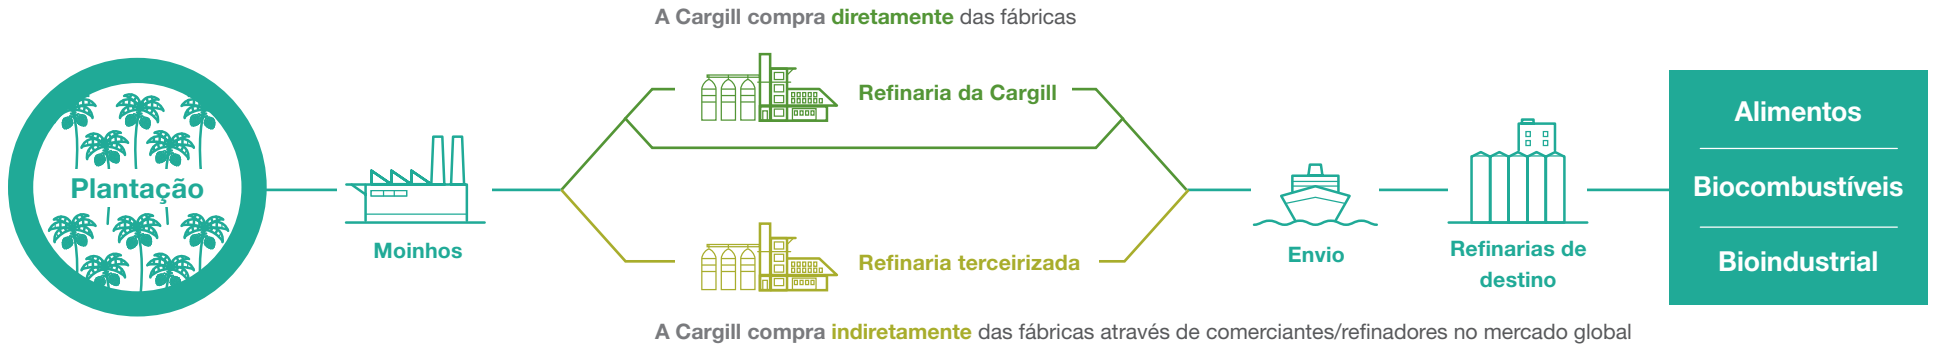 A Cargill compra diretamente das fábricas
Plantação
Moinhos
Refinaria da Cargill
Refinaria terceirizada
Envio
Refinarias de
destino
Alimentos
Biocombustíveis
Bioindustrial
A Cargill compra indiretamente das fábricas através de comerciantes/refinadores no mercado global